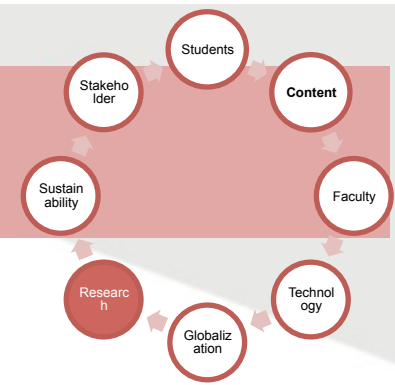 Students
Content
Faculty
Technol
ogy
Globaliz
ation
Researc
h
Sustain
ability
Stakeho
lder